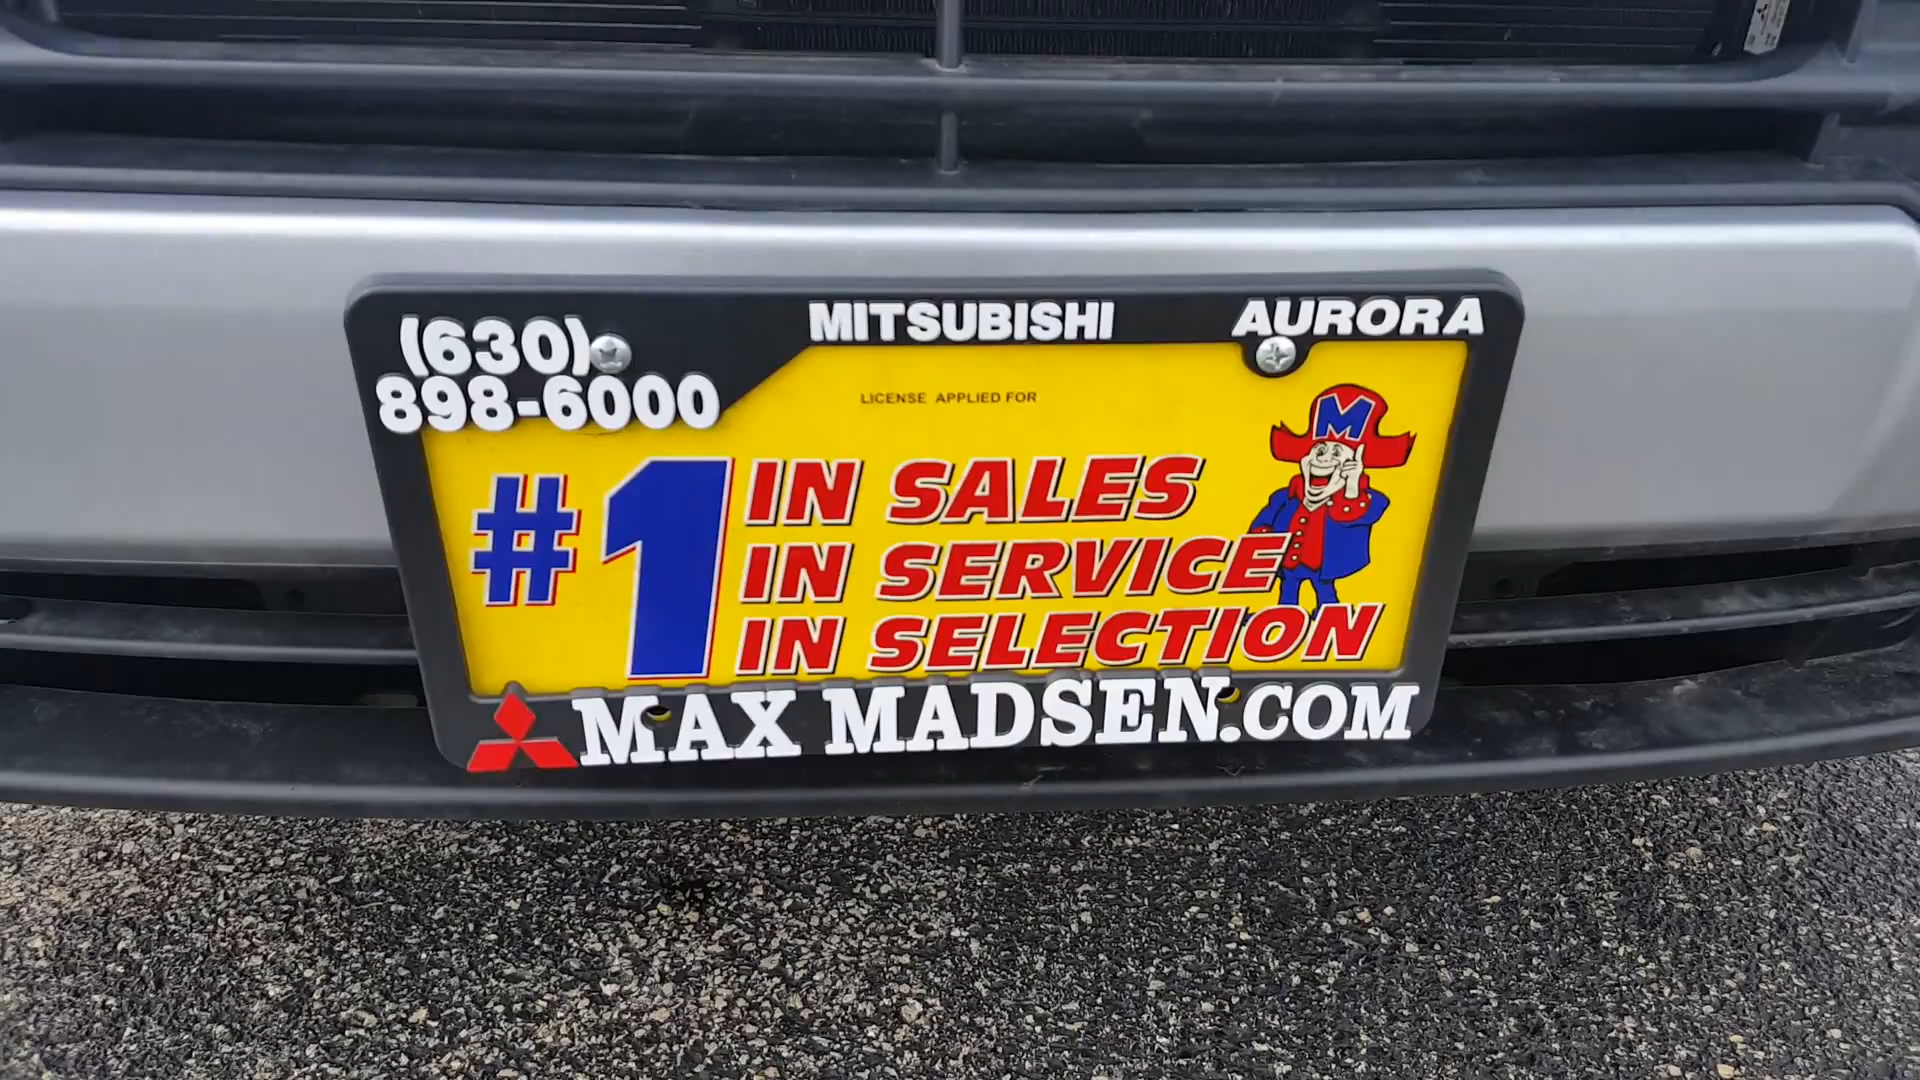 (630)
898-6000
MITSUBISHI
AURORA
LICENSE APPLIED FOR
M
#1
IN SALES
IN SERVICE
IN SELECTION
MAX MADSEN.COM